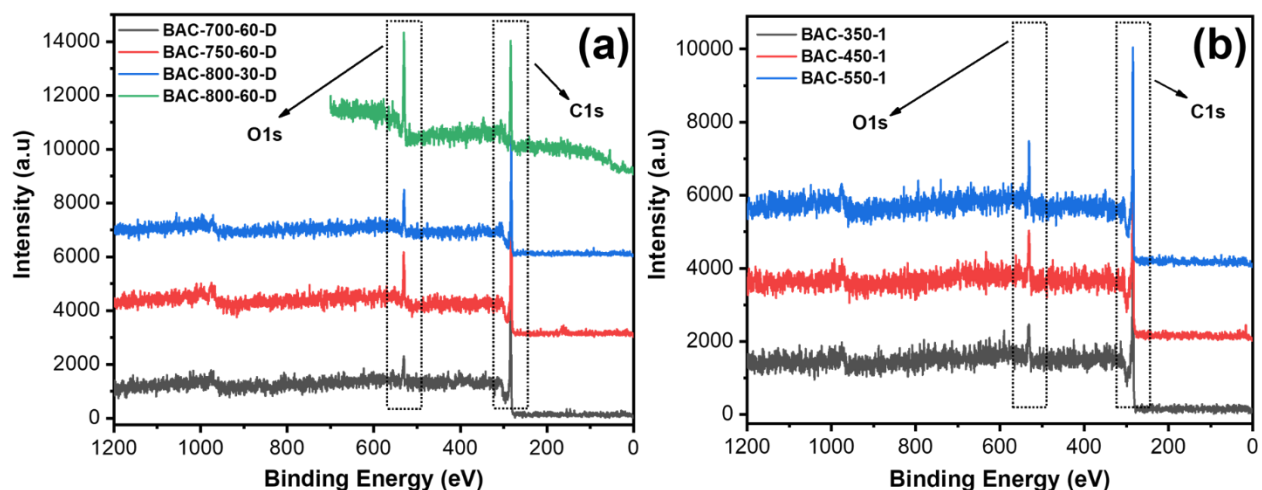 (a)
BAC-700-60-D
BAC-750-60-D
BAC-800-30-D
BAC-800-60-D
O1s
C1s
Intensity (a.u)
14000
12000
10000
8000
6000
4000
2000
0
1200
1000
800
600
400
200
0
Binding Energy (eV)
(b)
BAC-350-1
BAC-450-1
BAC-550-1
O1s
C1s
Intensity (a.u)
10000
8000
6000
4000
2000
0
1200
1000
800
600
400
200
0
Binding Energy (eV)